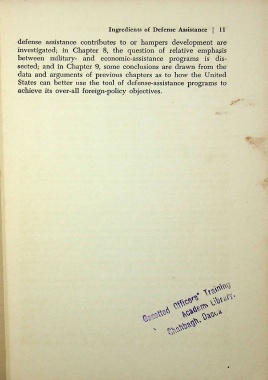 Ingredients of Defense Assistance | 11
defense assistance contributes to or hampers development are
investigated; in Chapter 8, the question of relative emphasis
between military- and economic-assistance programs is dis-
sected; and in Chapter 9, some conclusions are drawn from the
data and arguments of previous chapters as to how the United
States can better use the tool of defense-assistance programs to
achieve its over-all foreign-policy objectives.
Gazetted Officers' Training
Academy Library.
Shahbagh, Dacca